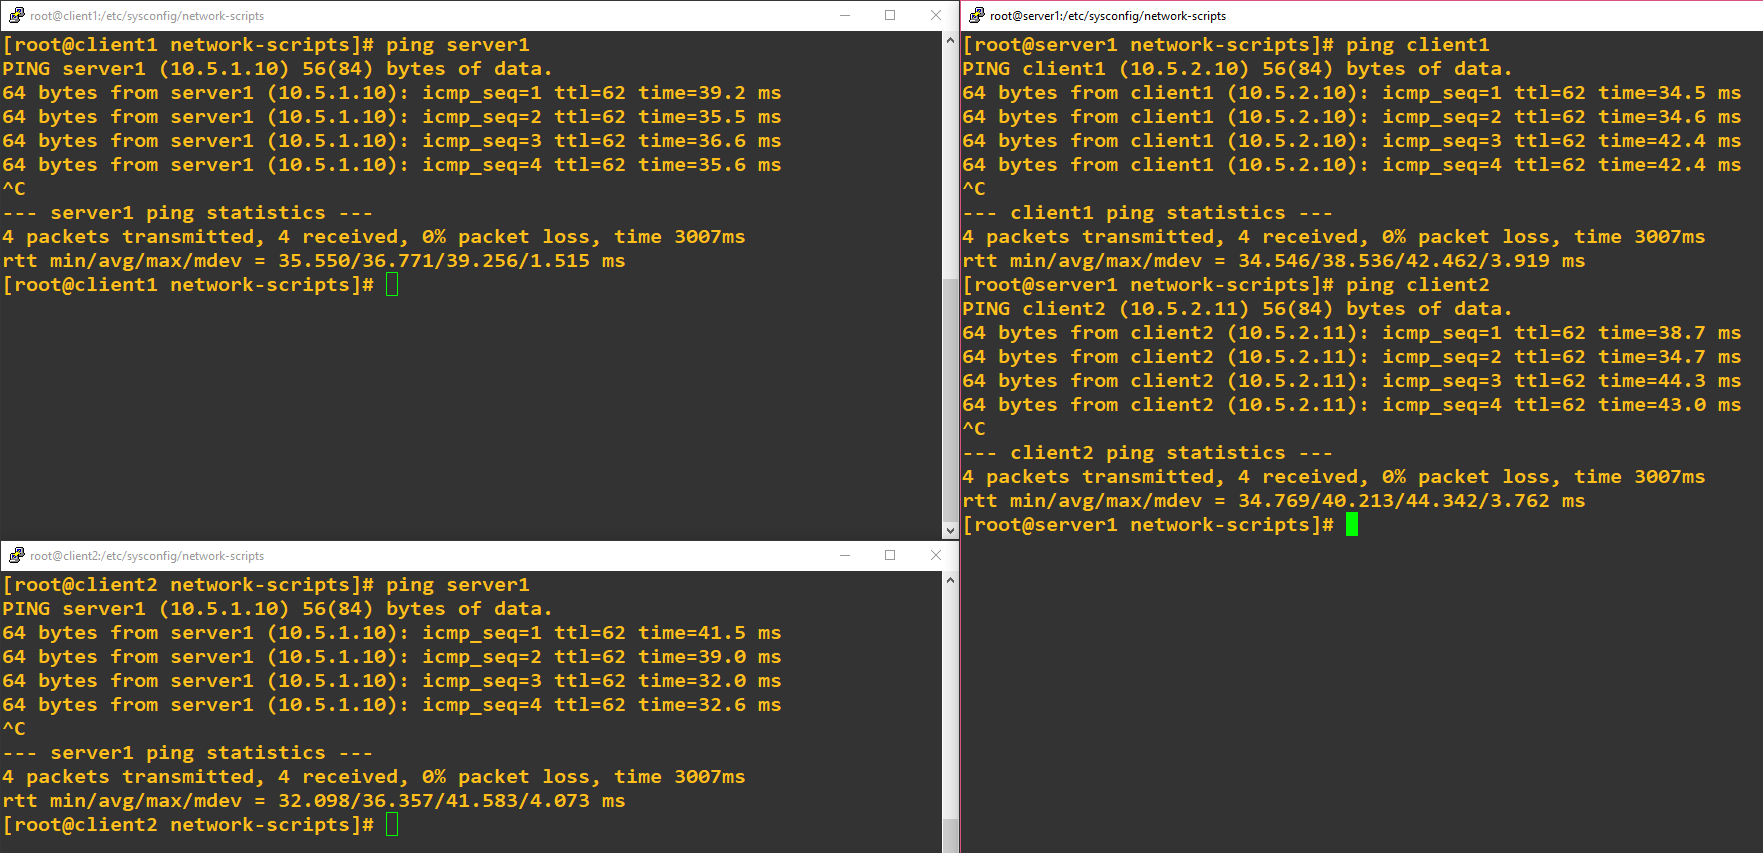 root@client1:/etc/sysconfig/network-scripts
[root@client1 network-scripts]# ping server1
PING server1 (10.5.1.10) 56(84) bytes of data.
64 bytes from server1 (10.5.1.10): icmp_seq=1 ttl=62 time=39.2 ms
64 bytes from server1 (10.5.1.10): icmp_seq=2 ttl=62 time=35.5 ms
64 bytes from server1 (10.5.1.10): icmp_seq=3 ttl=62 time=36.6 ms
64 bytes from server1 (10.5.1.10): icmp_seq=4 ttl=62 time=35.6 ms
^C
--- server1 ping statistics ---
4 packets transmitted, 4 received, 0% packet loss, time 3007ms
rtt min/avg/max/mdev = 35.550/36.771/39.256/1.515 ms
[root@client1 network-scripts]#
root@client2:/etc/sysconfig/network-scripts
[root@client2 network-scripts]# ping server1
PING server1 (10.5.1.10) 56(84) bytes of data.
64 bytes from server1 (10.5.1.10): icmp_seq=1 ttl=62 time=41.5 ms
64 bytes from server1 (10.5.1.10): icmp_seq=2 ttl=62 time=39.0 ms
64 bytes from server1 (10.5.1.10): icmp_seq=3 ttl=62 time=32.0 ms
64 bytes from server1 (10.5.1.10): icmp_seq=4 ttl=62 time=32.6 ms
^C
--- server1 ping statistics ---
4 packets transmitted, 4 received, 0% packet loss, time 3007ms
rtt min/avg/max/mdev = 32.098/36.357/41.583/4.073 ms
[root@client2 network-scripts]#
root@server1:/etc/sysconfig/network-scripts
[root@server1 network-scripts]# ping client1
PING client1 (10.5.2.10) 56(84) bytes of data.
64 bytes from client1 (10.5.2.10): icmp_seq=1 ttl=62 time=34.5 ms
64 bytes from client1 (10.5.2.10): icmp_seq=2 ttl=62 time=34.6 ms
64 bytes from client1 (10.5.2.10): icmp_seq=3 ttl=62 time=42.4 ms
64 bytes from client1 (10.5.2.10): icmp_seq=4 ttl=62 time=42.4 ms
^C
--- client1 ping statistics ---
4 packets transmitted, 4 received, 0% packet loss, time 3007ms
rtt min/avg/max/mdev = 34.546/38.536/42.462/3.919 ms
[root@server1 network-scripts]# ping client2
PING client2 (10.5.2.11) 56(84) bytes of data.
64 bytes from client2 (10.5.2.11): icmp_seq=1 ttl=62 time=38.7 ms
64 bytes from client2 (10.5.2.11): icmp_seq=2 ttl=62 time=34.7 ms
64 bytes from client2 (10.5.2.11): icmp_seq=3 ttl=62 time=44.3 ms
64 bytes from client2 (10.5.2.11): icmp_seq=4 ttl=62 time=43.0 ms
^C
--- client2 ping statistics ---
4 packets transmitted, 4 received, 0% packet loss, time 3007ms
rtt min/avg/max/mdev = 34.769/40.213/44.342/3.762 ms
[root@server1 network-scripts]#